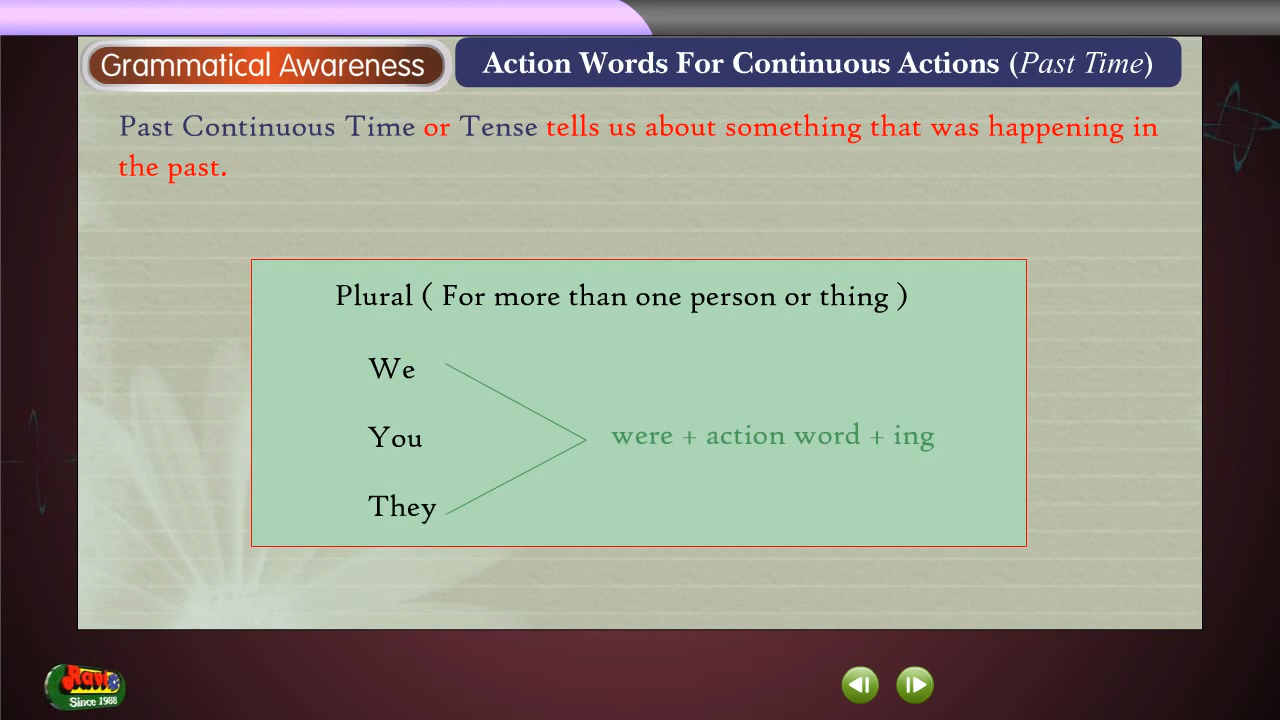 Grammatical Awareness
Action Words For Continuous Actions (Past Time)
Past Continuous Time or Tense tells us about something that was happening in
the past.
Plural ( For more than one person or thing )
We
You
were + action word + ing
They
Ravi
Since 1988